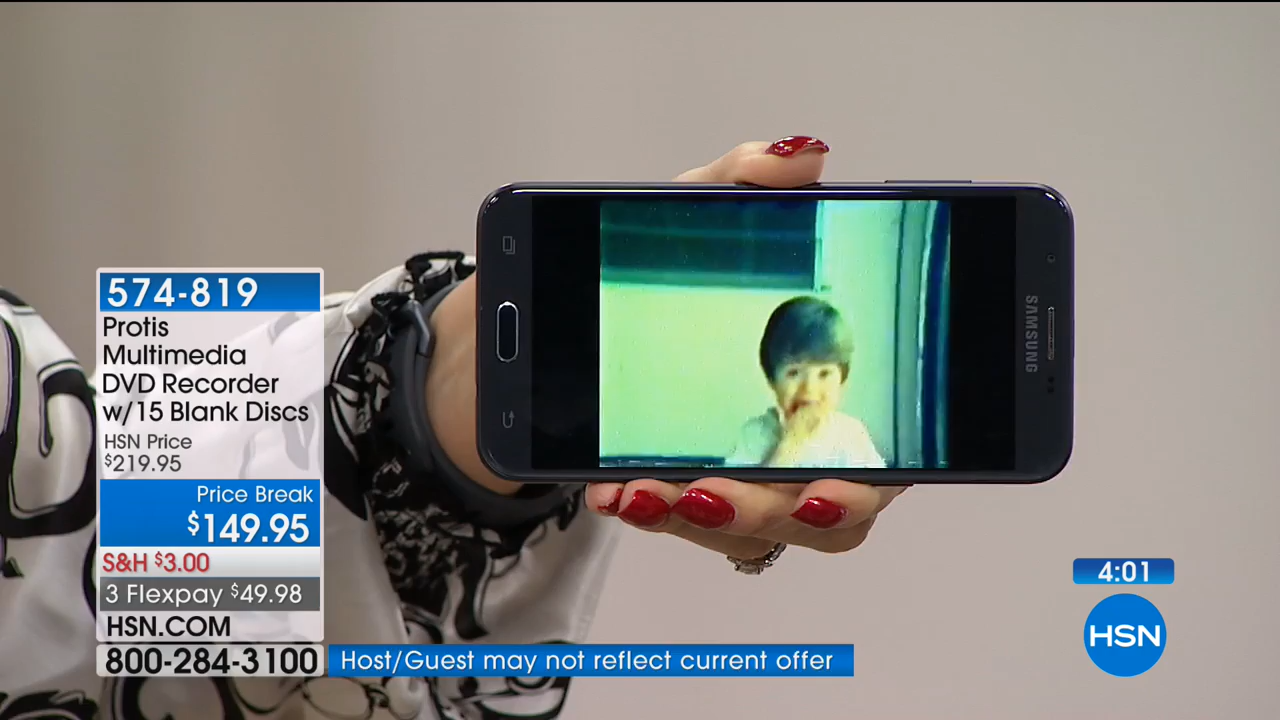 574-819
Protis
Multimedia
DVD Recorder
w/15 Blank Discs
HSN Price
$219.95
Price Break
$149.95
S&H $3.00
3 Flexpay $49.98
HSN.COM
800-284-3100
Host/Guest may not reflect current offer
SAMSUNG
4:01
HSN